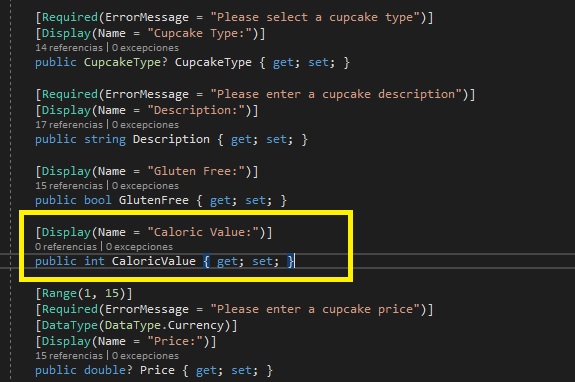 [Required(ErrorMessage = "Please select a cupcake type")]
[Display(Name = "Cupcake Type:")]
14 referencias | 0 excepciones
public CupcakeType? CupcakeType { get; set; }
[Required(ErrorMessage = "Please enter a cupcake description")]
[Display(Name = "Description:")]
17 referencias | 0 excepciones
public string Description { get; set; }
[Display(Name = "Gluten Free:")]
15 referencias | 0 excepciones
public bool GlutenFree { get; set; }
[Display(Name = "Caloric Value:")]
0 referencias | 0 excepciones
public int CaloricValue { get; set; }
[Range(1, 15)]
[Required(ErrorMessage = "Please enter a cupcake price")]
[DataType(DataType.Currency)]
[Display(Name = "Price:")]
15 referencias | 0 excepciones
public double? Price { get; set; }